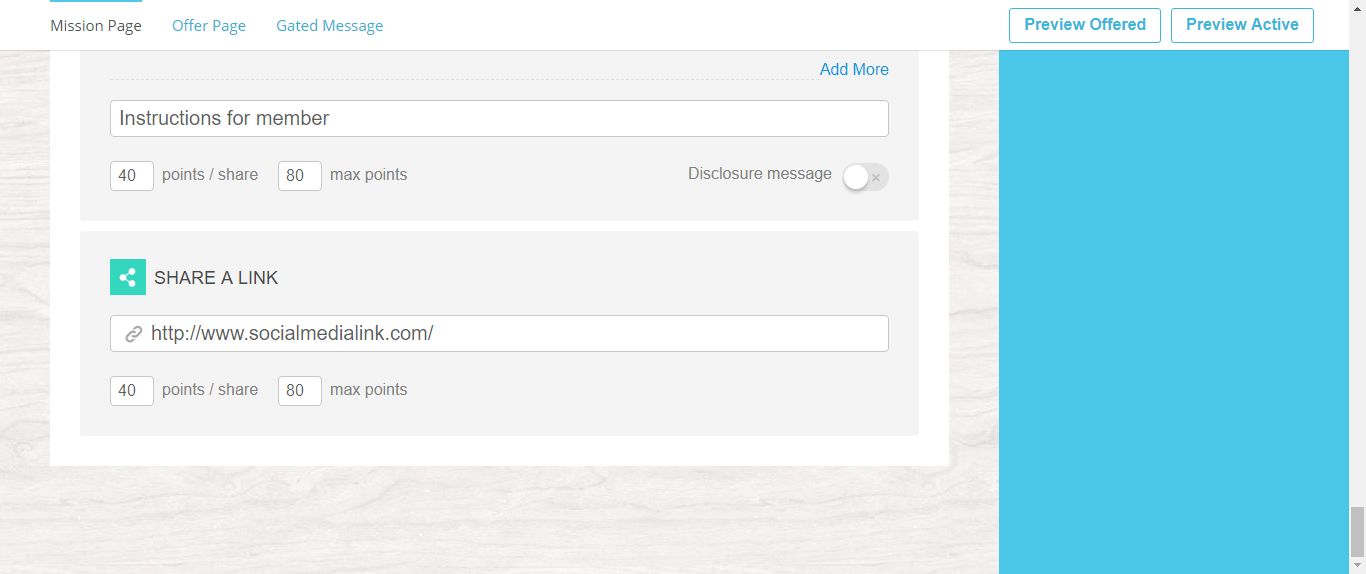 Mission Page Offer Page Gated Message Preview Offered Preview Active
Add More
Instructions for member
40 points / share 80 max points Disclosure message
SHARE A LINK
http://www.socialmedialink.com/
40 points / share 80 max points